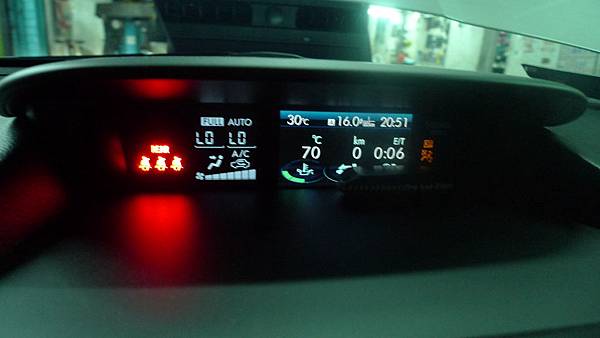 FULL AUTO
LO LO
A/C
REAR
30°C 16.0 20:51
°C km E/T
70 0 0:06